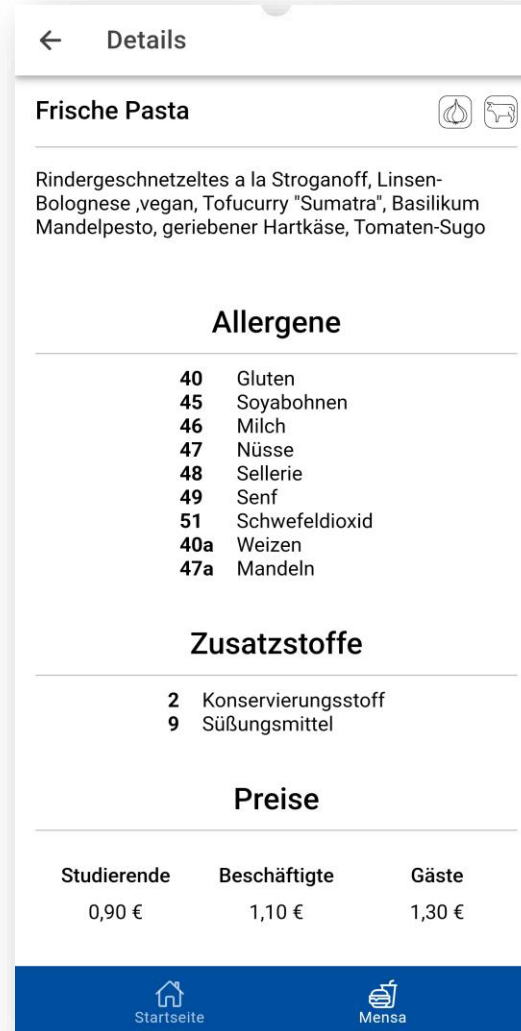 Details
Frische Pasta
Rindergeschnetzeltes a la Stroganoff, Linsen-
Bolognese ,vegan, Tofucurry "Sumatra", Basilikum
Mandelpesto, geriebener Hartkäse, Tomaten-Sugo
Allergene
40 Gluten
45 Soyabohnen
46 Milch
47 Nüsse
48 Sellerie
49 Senf
51 Schwefeldioxid
40a Weizen
47a Mandeln
Zusatzstoffe
2 Konservierungsstoff
9 Süßungsmittel
Preise
Studierende Beschäftigte Gäste
0,90 € 1,10 € 1,30 €
Startseite Mensa